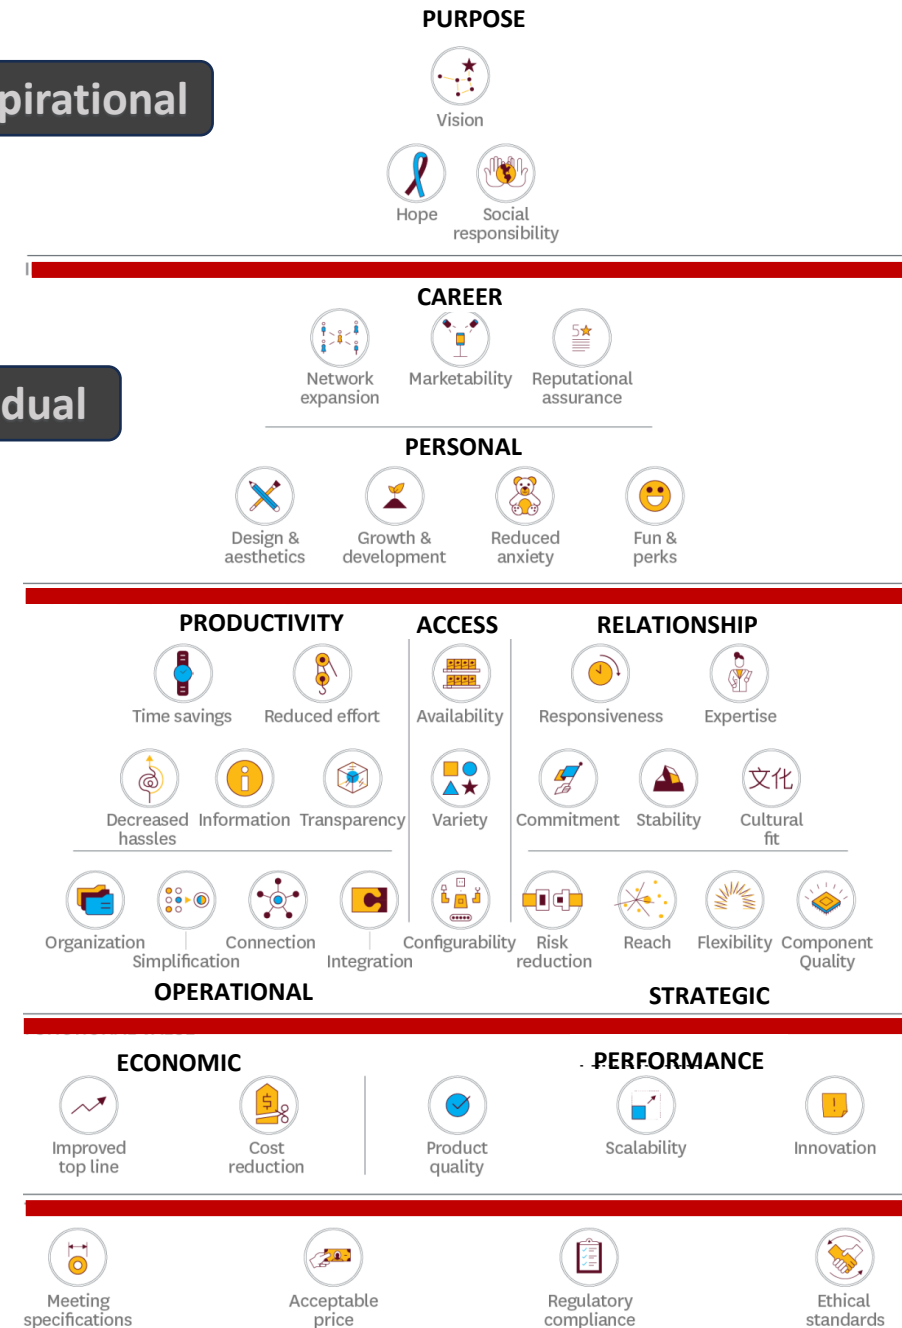 PURPOSE
pirational
Vision
Hope
Social
responsibility
CAREER
5
Network
expansion
Marketability
Reputational
assurance
dual
PERSONAL
Design &
aesthetics
Growth &
development
Reduced
anxiety
Fun &
perks
PRODUCTIVITY
ACCESS
RELATIONSHIP
Time savings
Reduced effort
Availability
Responsiveness
Expertise
文化
Decreased
hassles
Information
Transparency
Variety
Commitment
Stability
Cultural
fit
Organization
Simplification
Connection
Integration
Configurability
Risk
reduction
Reach
Flexibility
Component
Quality
OPERATIONAL
STRATEGIC
ECONOMIC
PERFORMANCE
$
!
Improved
top line
Cost
reduction
Product
quality
Scalability
Innovation
Meeting
specifications
Acceptable
price
Regulatory
compliance
Ethical
standards